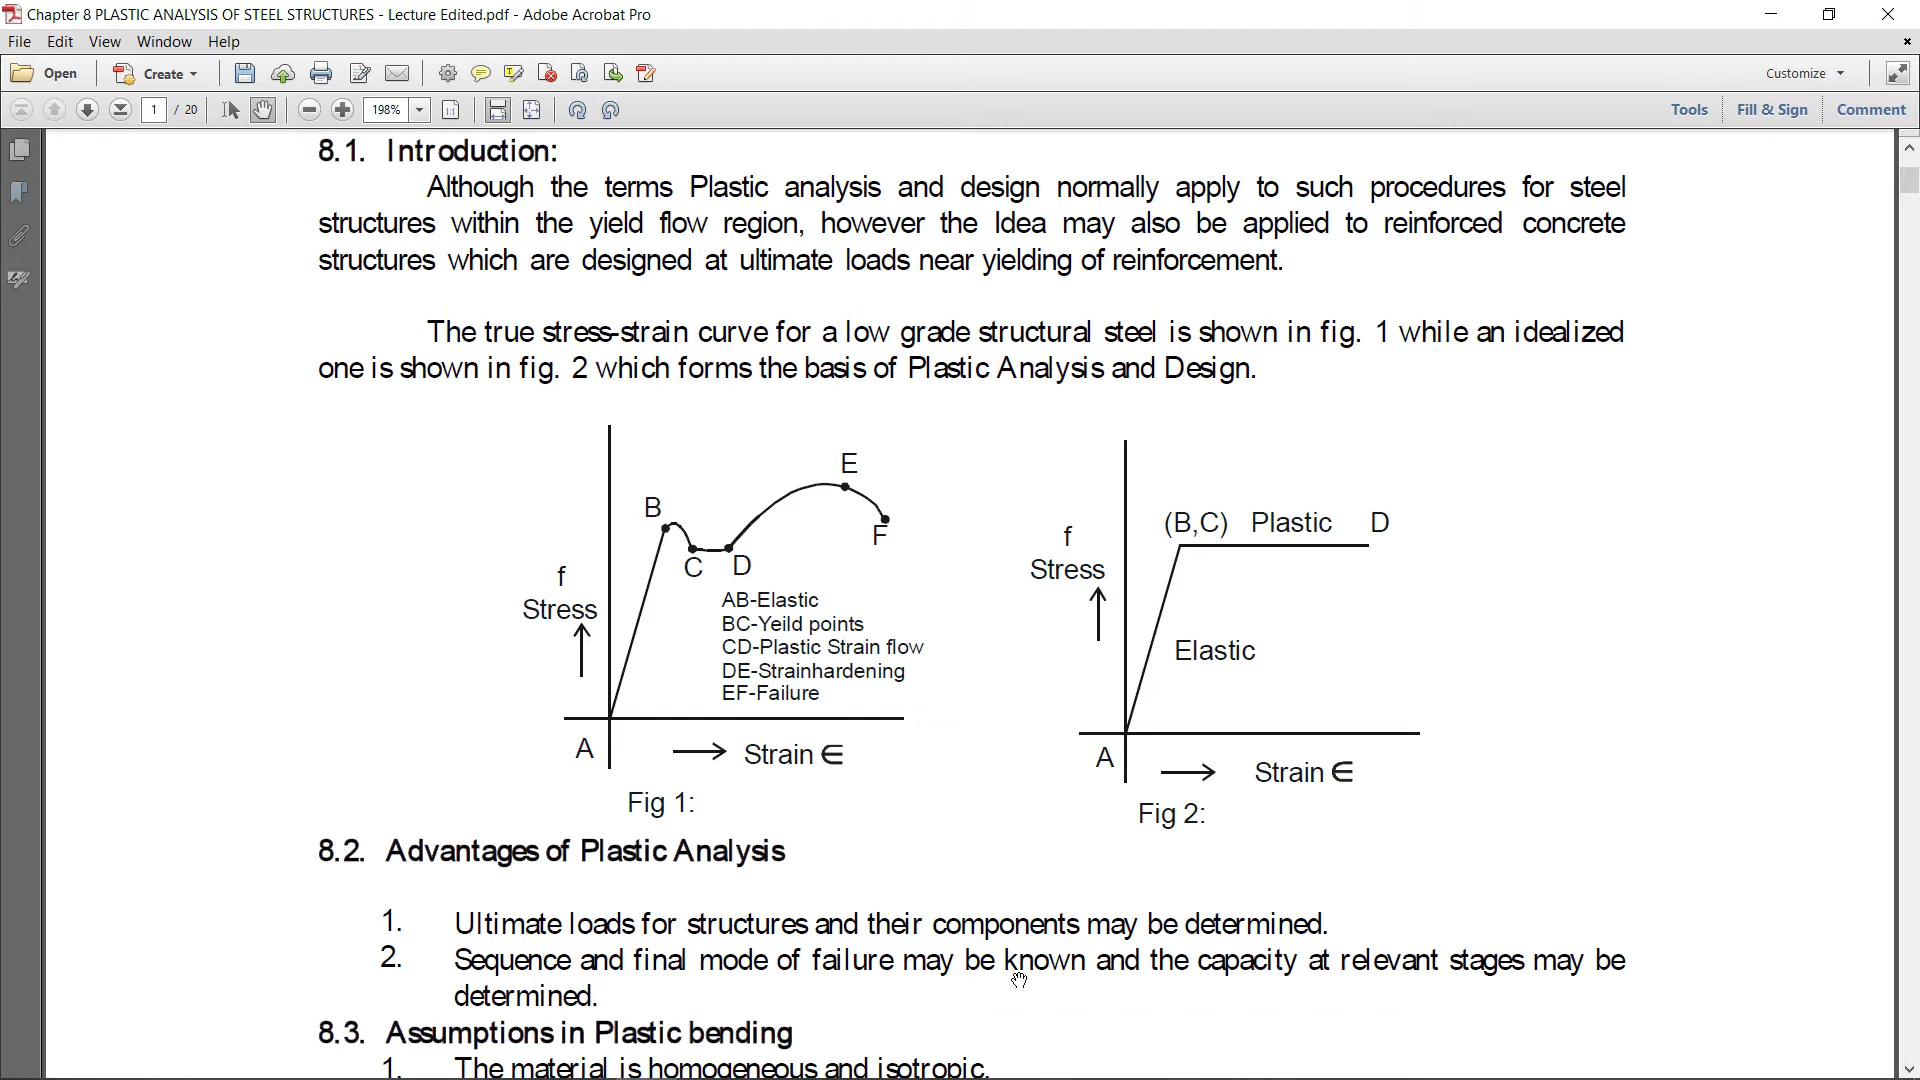 Chapter 8 PLASTIC ANALYSIS OF STEEL STRUCTURES - Lecture Edited.pdf - Adobe Acrobat Pro
File Edit View Window Help
Open Create Customize
1 / 20 198% Tools Fill & Sign Comment
8.1. Introduction:
Although the terms Plastic analysis and design normally apply to such procedures for steel
structures within the yield flow region, however the Idea may also be applied to reinforced concrete
structures which are designed at ultimate loads near yielding of reinforcement.
The true stress-strain curve for a low grade structural steel is shown in fig. 1 while an idealized
one is shown in fig. 2 which forms the basis of Plastic Analysis and Design.
E
B
F
C D
f
Stress
AB-Elastic
BC-Yeild points
CD-Plastic Strain flow
DE-Strainhardening
EF-Failure
A
Strain ∈
Fig 1:
(B,C) Plastic D
f
Stress
Elastic
A
Strain ∈
Fig 2:
8.2. Advantages of Plastic Analysis
1. Ultimate loads for structures and their components may be determined.
2. Sequence and final mode of failure may be known and the capacity at relevant stages may be
determined.
8.3. Assumptions in Plastic bending
1. The material is homogeneous and isotropic.